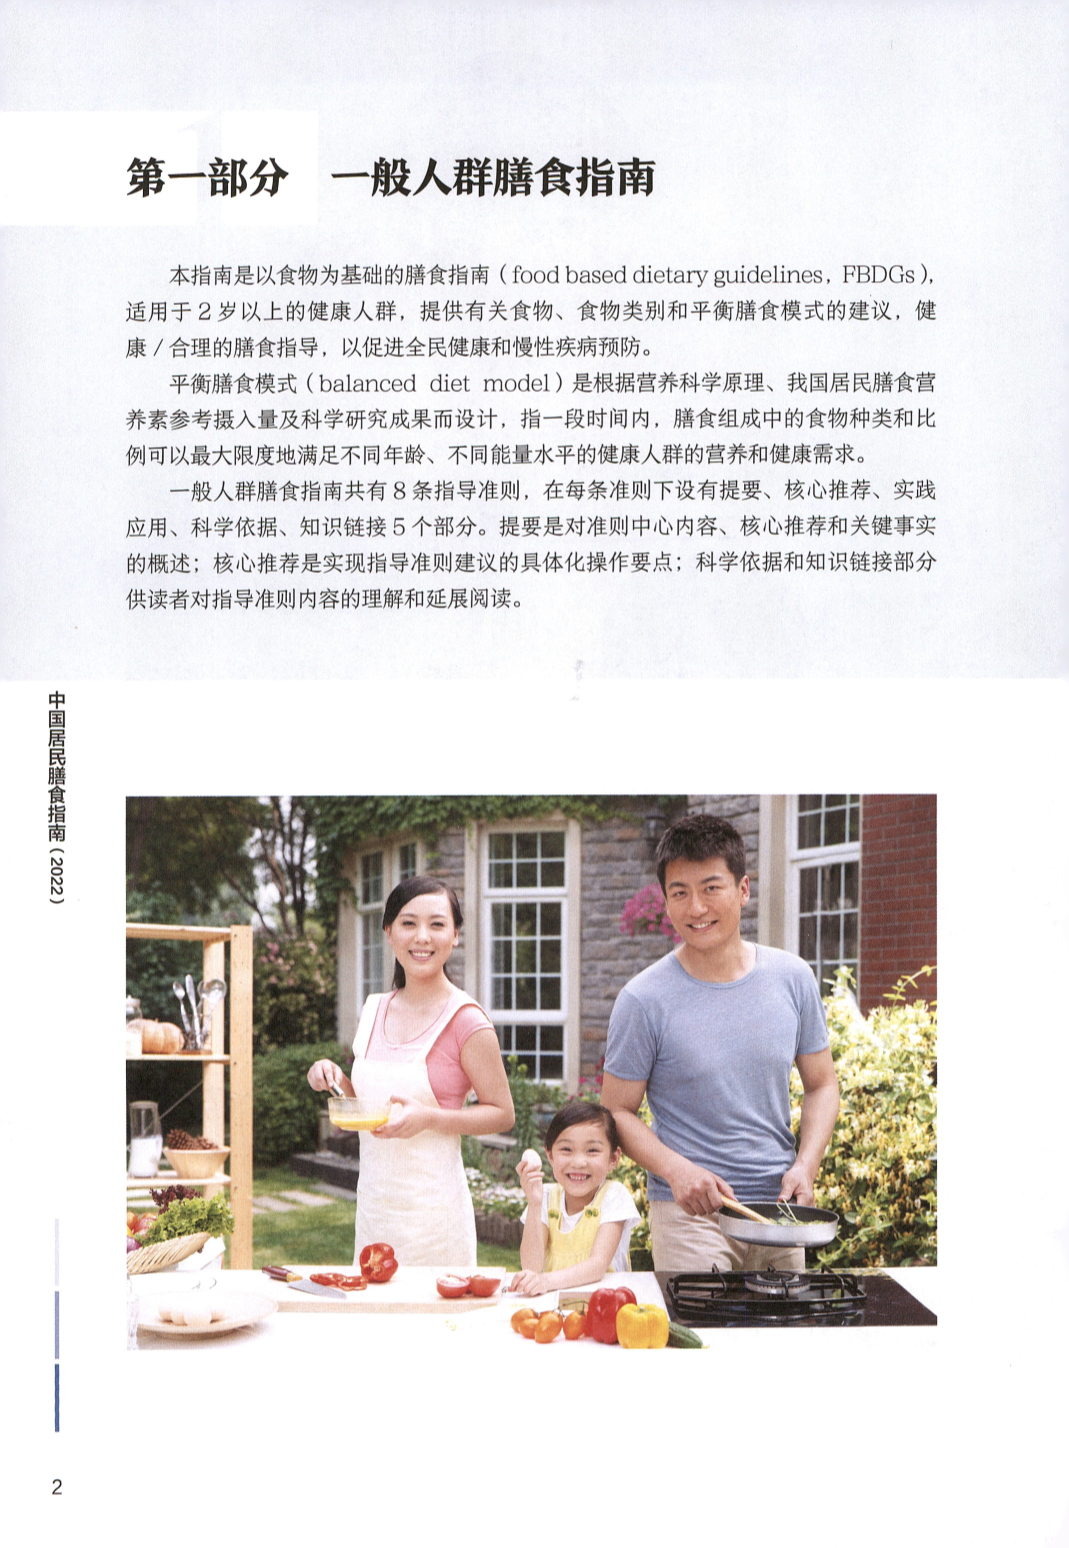 第一部分 一般人群膳食指南
本指南是以食物为基础的膳食指南（food based dietary guidelines，FBDGs），
适用于 2 岁以上的健康人群，提供有关食物、食物类别和平衡膳食模式的建议，健
康 / 合理的膳食指导，以促进全民健康和慢性疾病预防。
平衡膳食模式（balanced diet model）是根据营养科学原理、我国居民膳食营
养素参考摄入量及科学研究成果而设计，指一段时间内，膳食组成中的食物种类和比
例可以最大限度地满足不同年龄、不同能量水平的健康人群的营养和健康需求。
一般人群膳食指南共有 8 条指导准则，在每条准则下设有提要、核心推荐、实践
应用、科学依据、知识链接 5 个部分。提要是对准则中心内容、核心推荐和关键事实
的概述；核心推荐是实现指导准则建议的具体化操作要点；科学依据和知识链接部分
供读者对指导准则内容的理解和延展阅读。
中国居民膳食指南（2022）
2